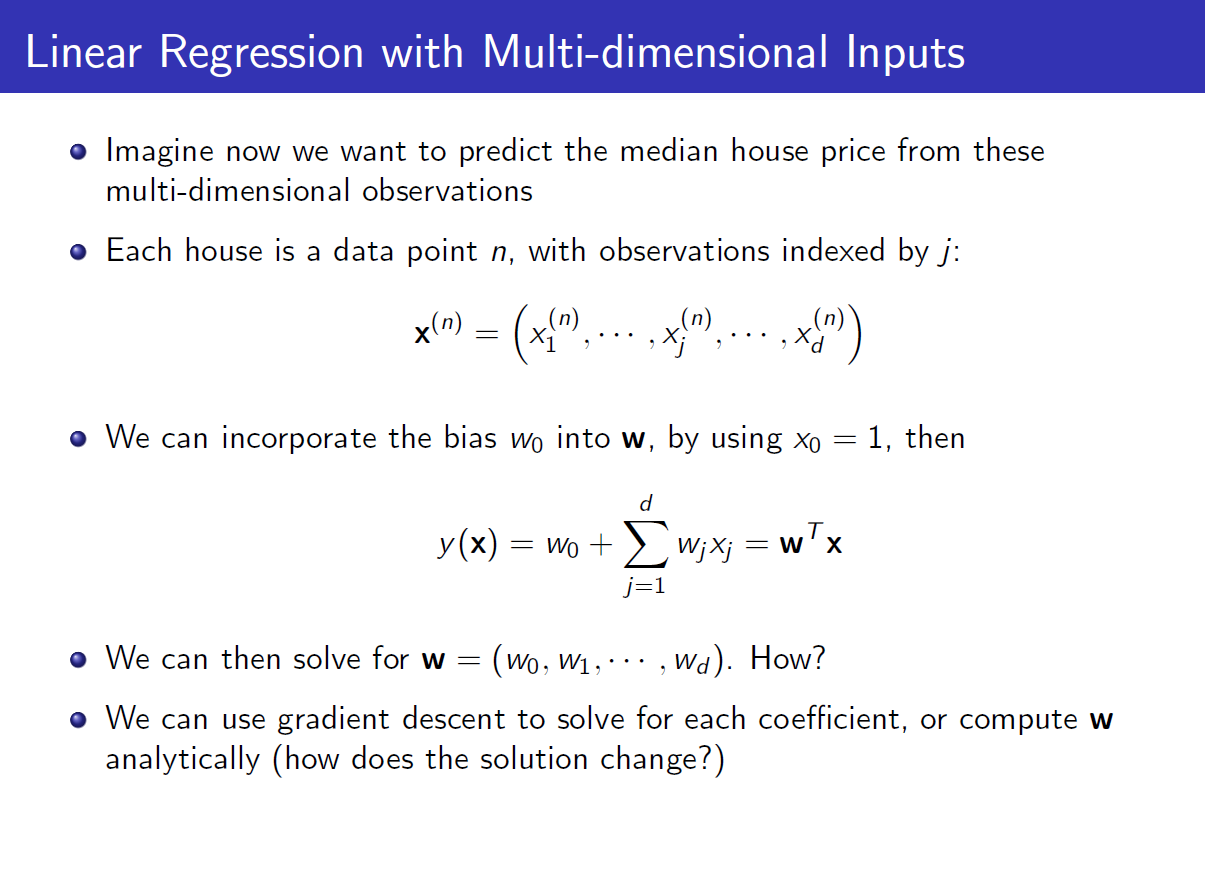 Linear Regression with Multi-dimensional Inputs
Imagine now we want to predict the median house price from these
multi-dimensional observations
Each house is a data point n, with observations indexed by j:
x^(n) = (x_1^(n), ··· , x_j^(n), ··· , x_d^(n))
We can incorporate the bias w_0 into w, by using x_0 = 1, then
y(x) = w_0 + ∑_{j=1}^{d} w_j x_j = w^T x
We can then solve for w = (w_0, w_1, ··· , w_d). How?
We can use gradient descent to solve for each coefficient, or compute w
analytically (how does the solution change?)